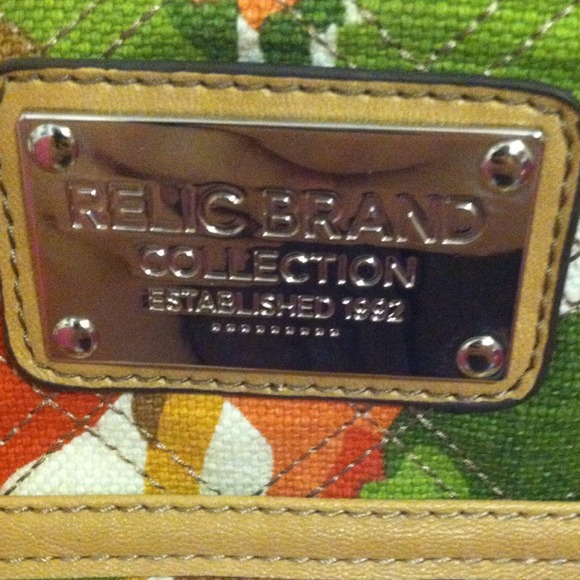 RELIC BRAND
COLLECTION
ESTABLISHED 1992